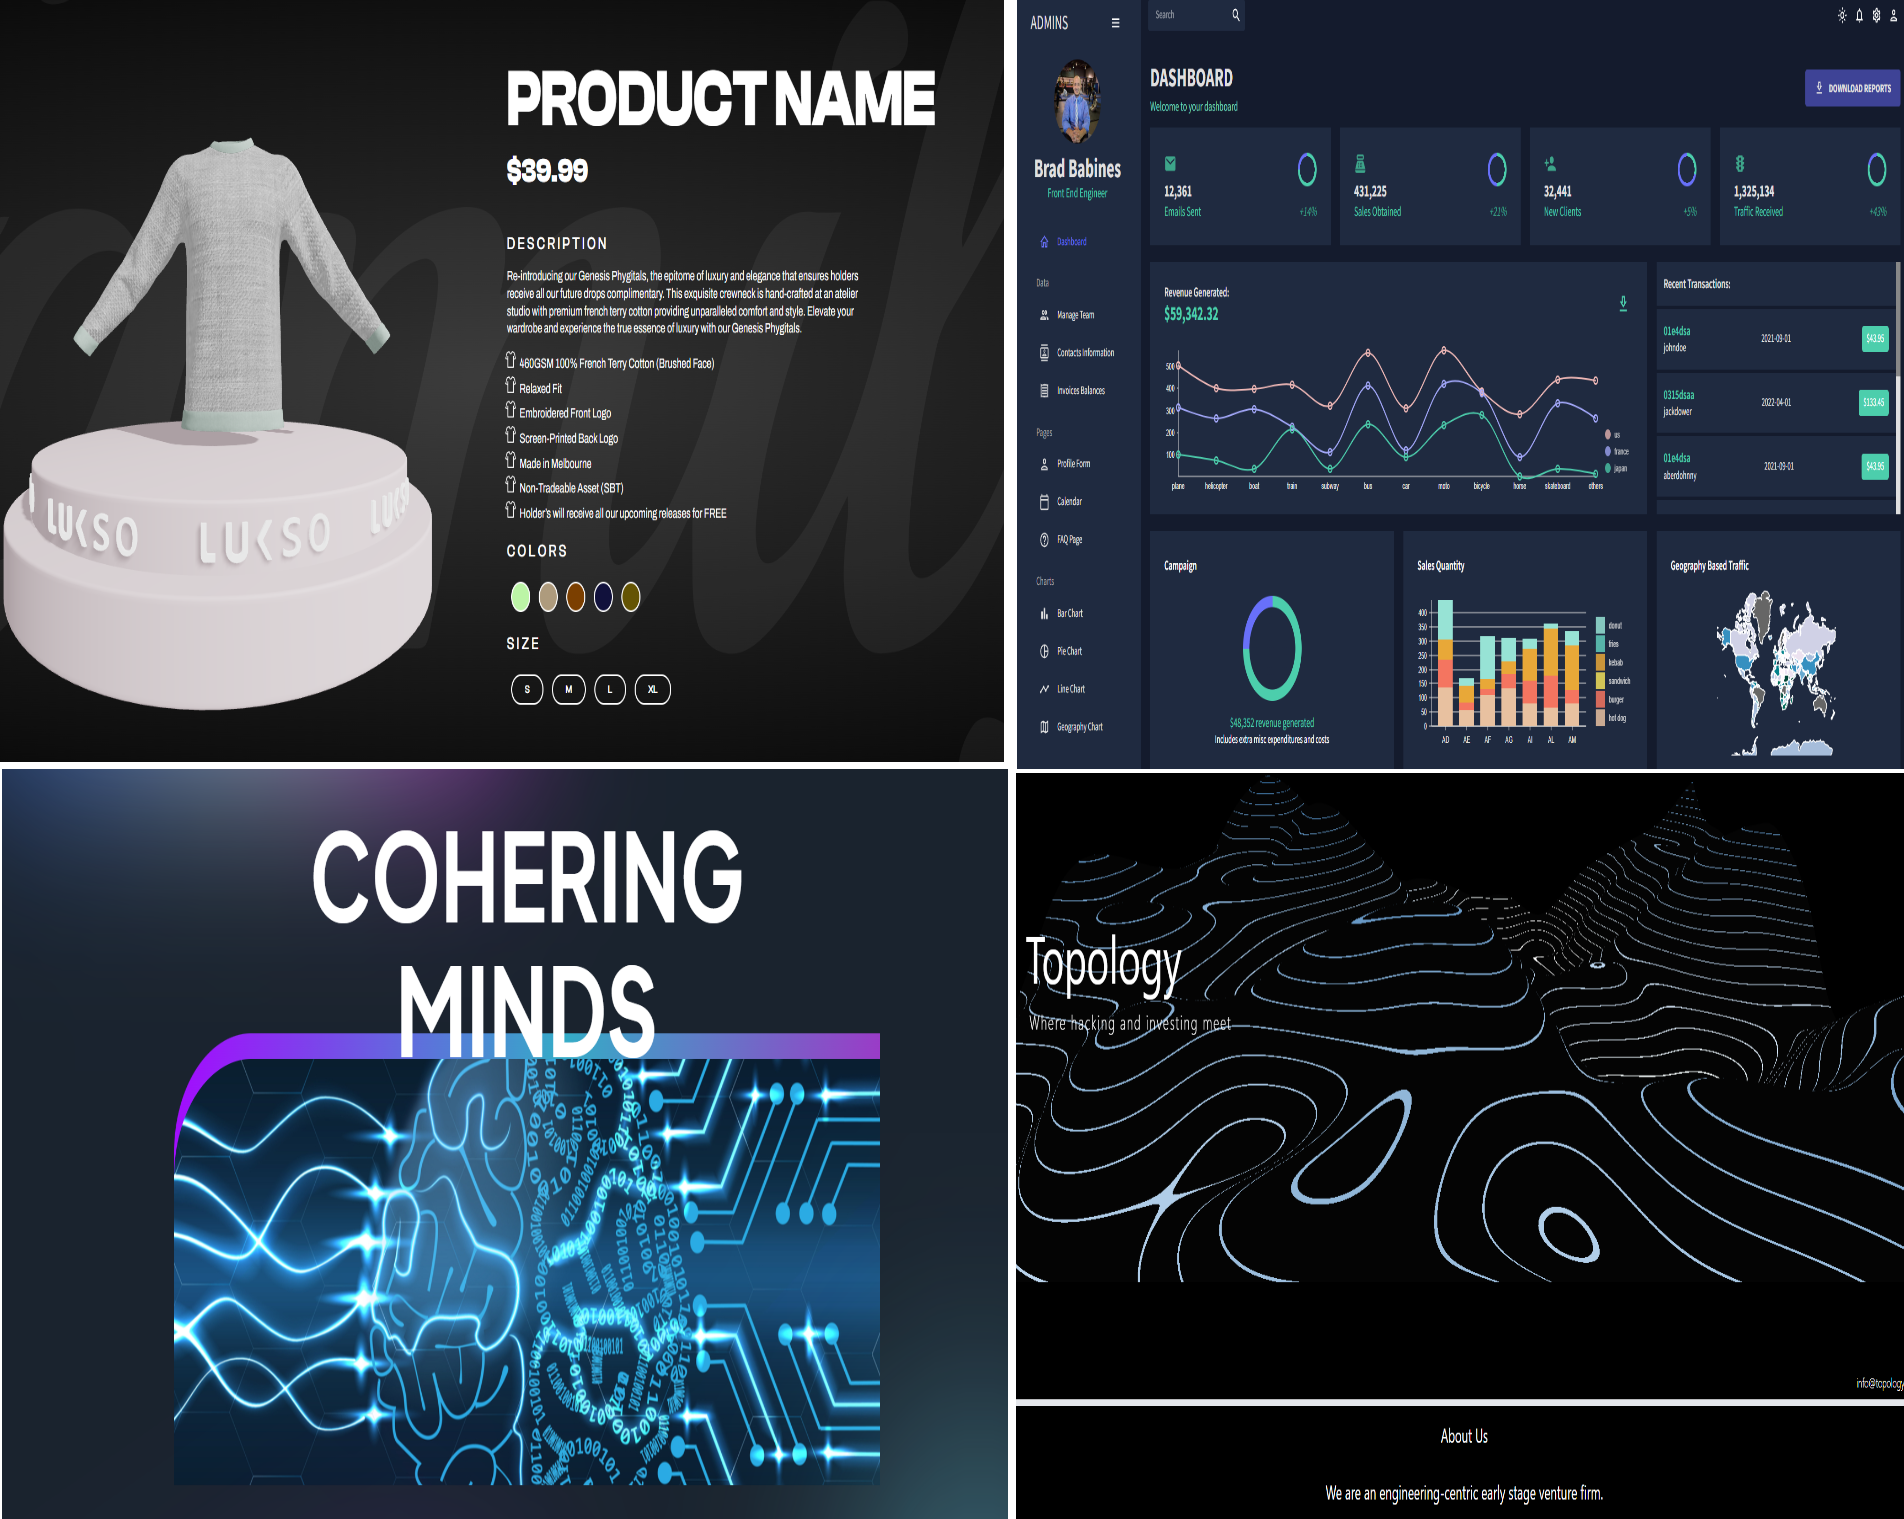 PRODUCT NAME
$39.99
DESCRIPTION
Re-introducing our Genesis Phygitals, the epitome of luxury and elegance that ensures holders
receive all our future drops complimentary. This exquisite crewneck is hand-crafted at an atelier
studio with premium french terry cotton providing unparalleled comfort and style. Elevate your
wardrobe and experience the true essence of luxury with our Genesis Phygitals.
460GSM 100% French Terry Cotton (Brushed Face)
Relaxed Fit
Embroidered Front Logo
Screen-Printed Back Logo
Made in Melbourne
Non-Tradeable Asset (SBT)
Holder's will receive all our upcoming releases for FREE
COLORS
SIZE
S M L XL
LUKSO LUKSO LUKSO
ADMINS
Search
Brad Babines
Front End Engineer
Dashboard
Data
Manage Team
Contacts Information
Invoices Balances
Pages
Profile Form
Calendar
FAQ Page
Charts
Bar Chart
Pie Chart
Line Chart
Geography Chart
DASHBOARD
Welcome to your dashboard
DOWNLOAD REPORTS
12,361
Emails Sent +14%
431,225
Sales Obtained +21%
32,441
New Clients +5%
1,325,134
Traffic Received +43%
Revenue Generated:
$59,342.32
500
400
300
200
100
plane helicopter boat train subway bus car moto bicycle horse skateboard others
us
france
japan
Recent Transactions:
01e4dsa
johndoe
2021-09-01
$43.95
0315dsaa
jackdower
2022-04-01
$133.45
01e4dsa
aberdohnny
2021-09-01
$43.95
Campaign
$48,352 revenue generated
Includes extra misc expenditures and costs
Sales Quantity
400
350
300
250
200
150
100
50
0
AD AE AF AG AI AL AM
donut
fries
kebab
sandwich
burger
hot dog
Geography Based Traffic
COHERING
MINDS
Topology
Where hacking and investing meet
info@topology
About Us
We are an engineering-centric early stage venture firm.